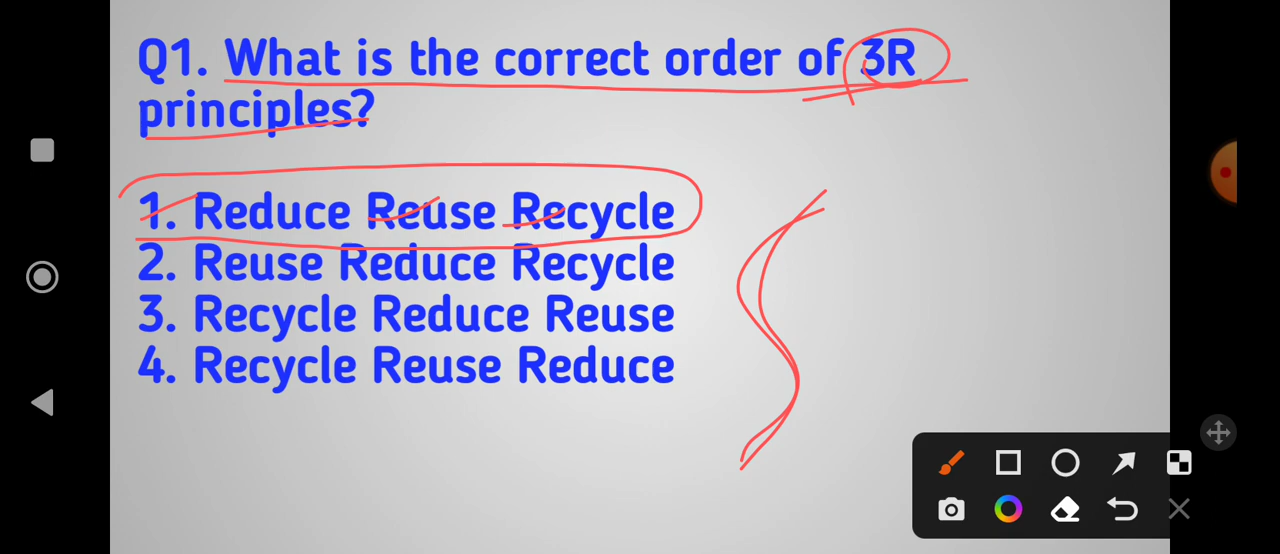 Q1. What is the correct order of 3R
principles?
1. Reduce Reuse Recycle
2. Reuse Reduce Recycle
3. Recycle Reduce Reuse
4. Recycle Reuse Reduce